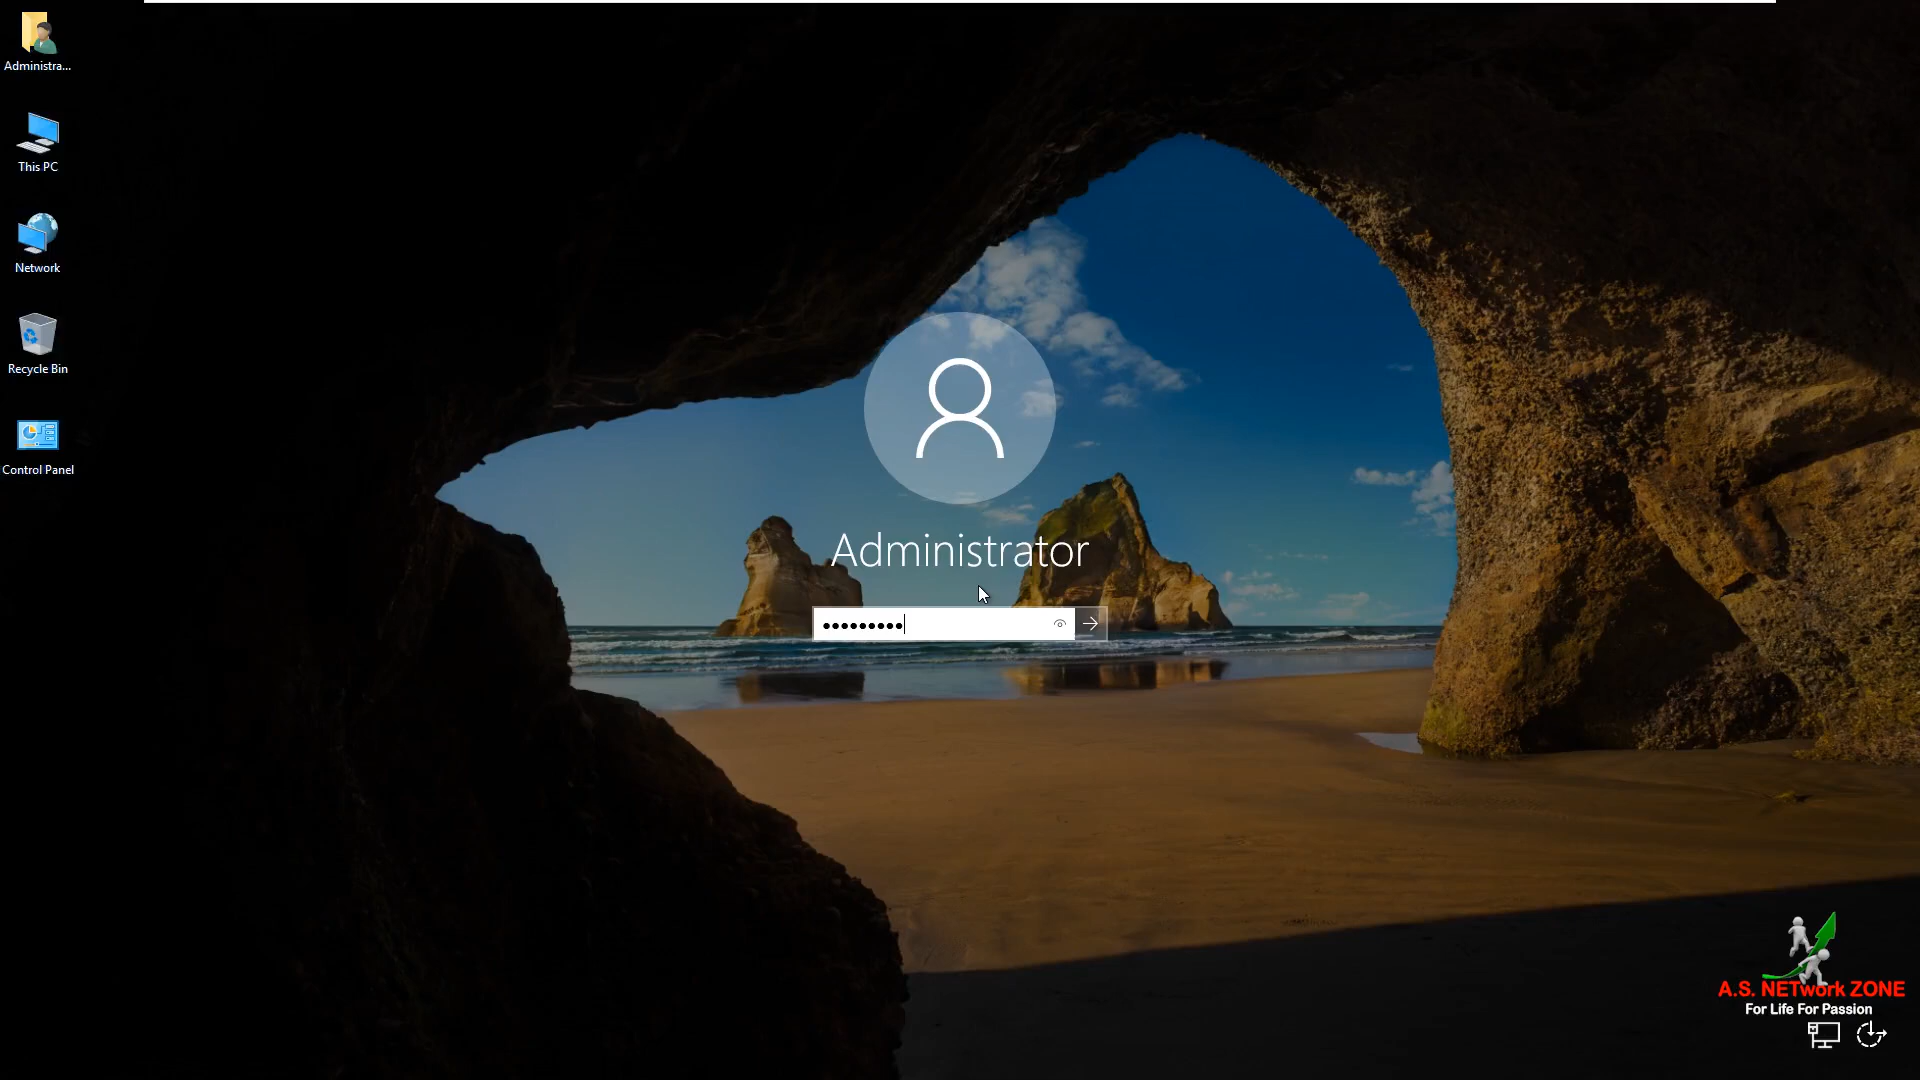 Administra...
This PC
Network
Recycle Bin
Control Panel
Administrator
•••••••••
A.S. NETwork ZONE
For Life For Passion